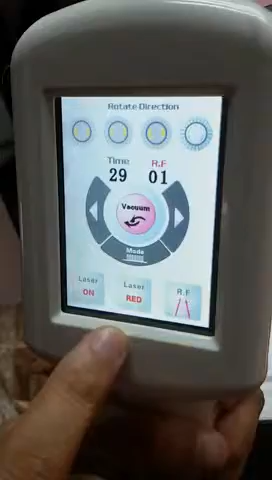 Rotate Direction
Time R.F
29 01
Vacuum
Mode
Laser Laser R.F
ON RED